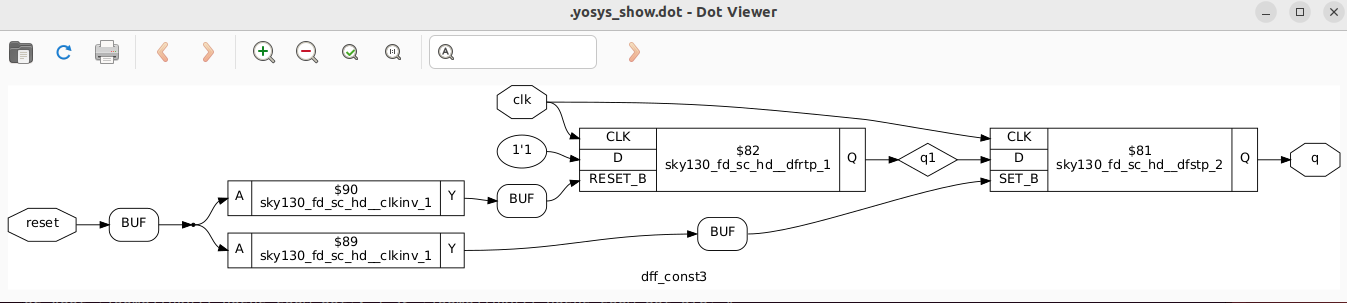 .yosys_show.dot - Dot Viewer
clk
CLK
D
RESET_B
$82
sky130_fd_sc_hd__dfrtp_1
Q
1'1
q1
CLK
D
SET_B
$81
sky130_fd_sc_hd__dfstp_2
Q
q
reset
BUF
A
$90
sky130_fd_sc_hd__clkinv_1
Y
BUF
A
$89
sky130_fd_sc_hd__clkinv_1
Y
BUF
dff_const3